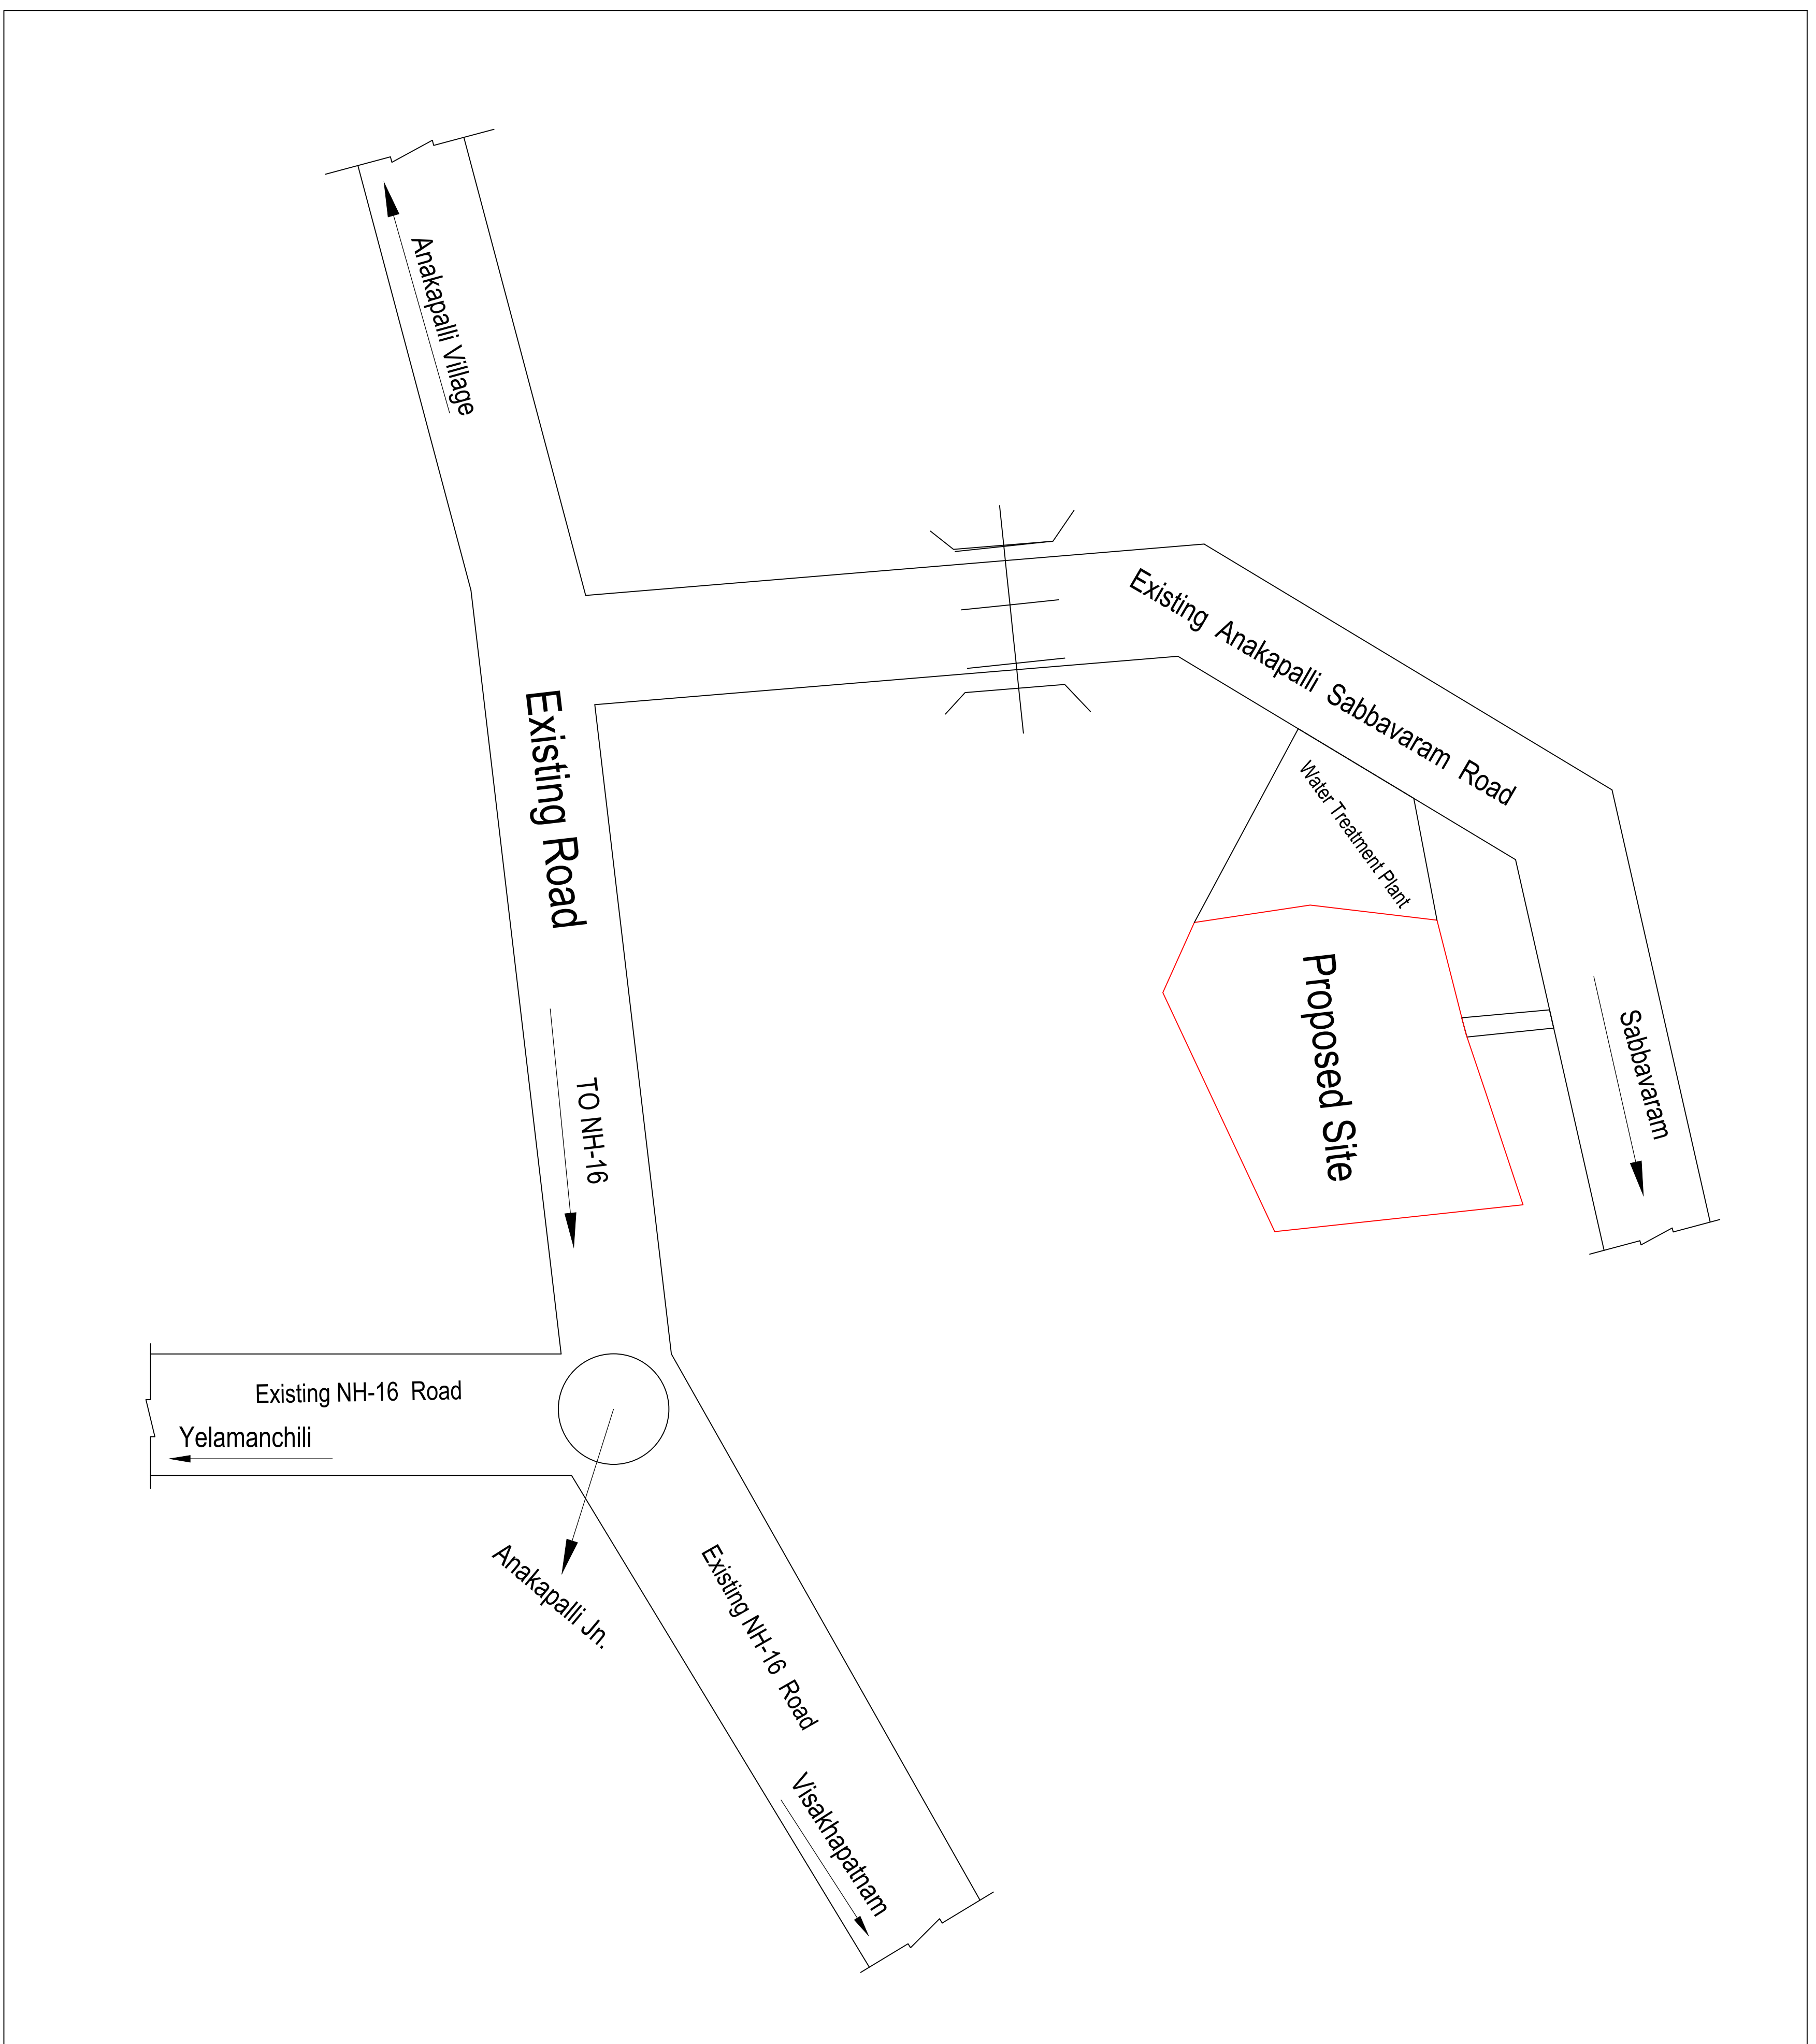 Anakapalli Village
Existing Anakapalli Sabbavaram Road
Existing Road
Water Treatment Plant
Proposed Site
Sabbavaram
TO NH-16
Existing NH-16 Road
Yelamanchili
Anakapalli Jn.
Existing NH-16 Road
Visakhapatnam